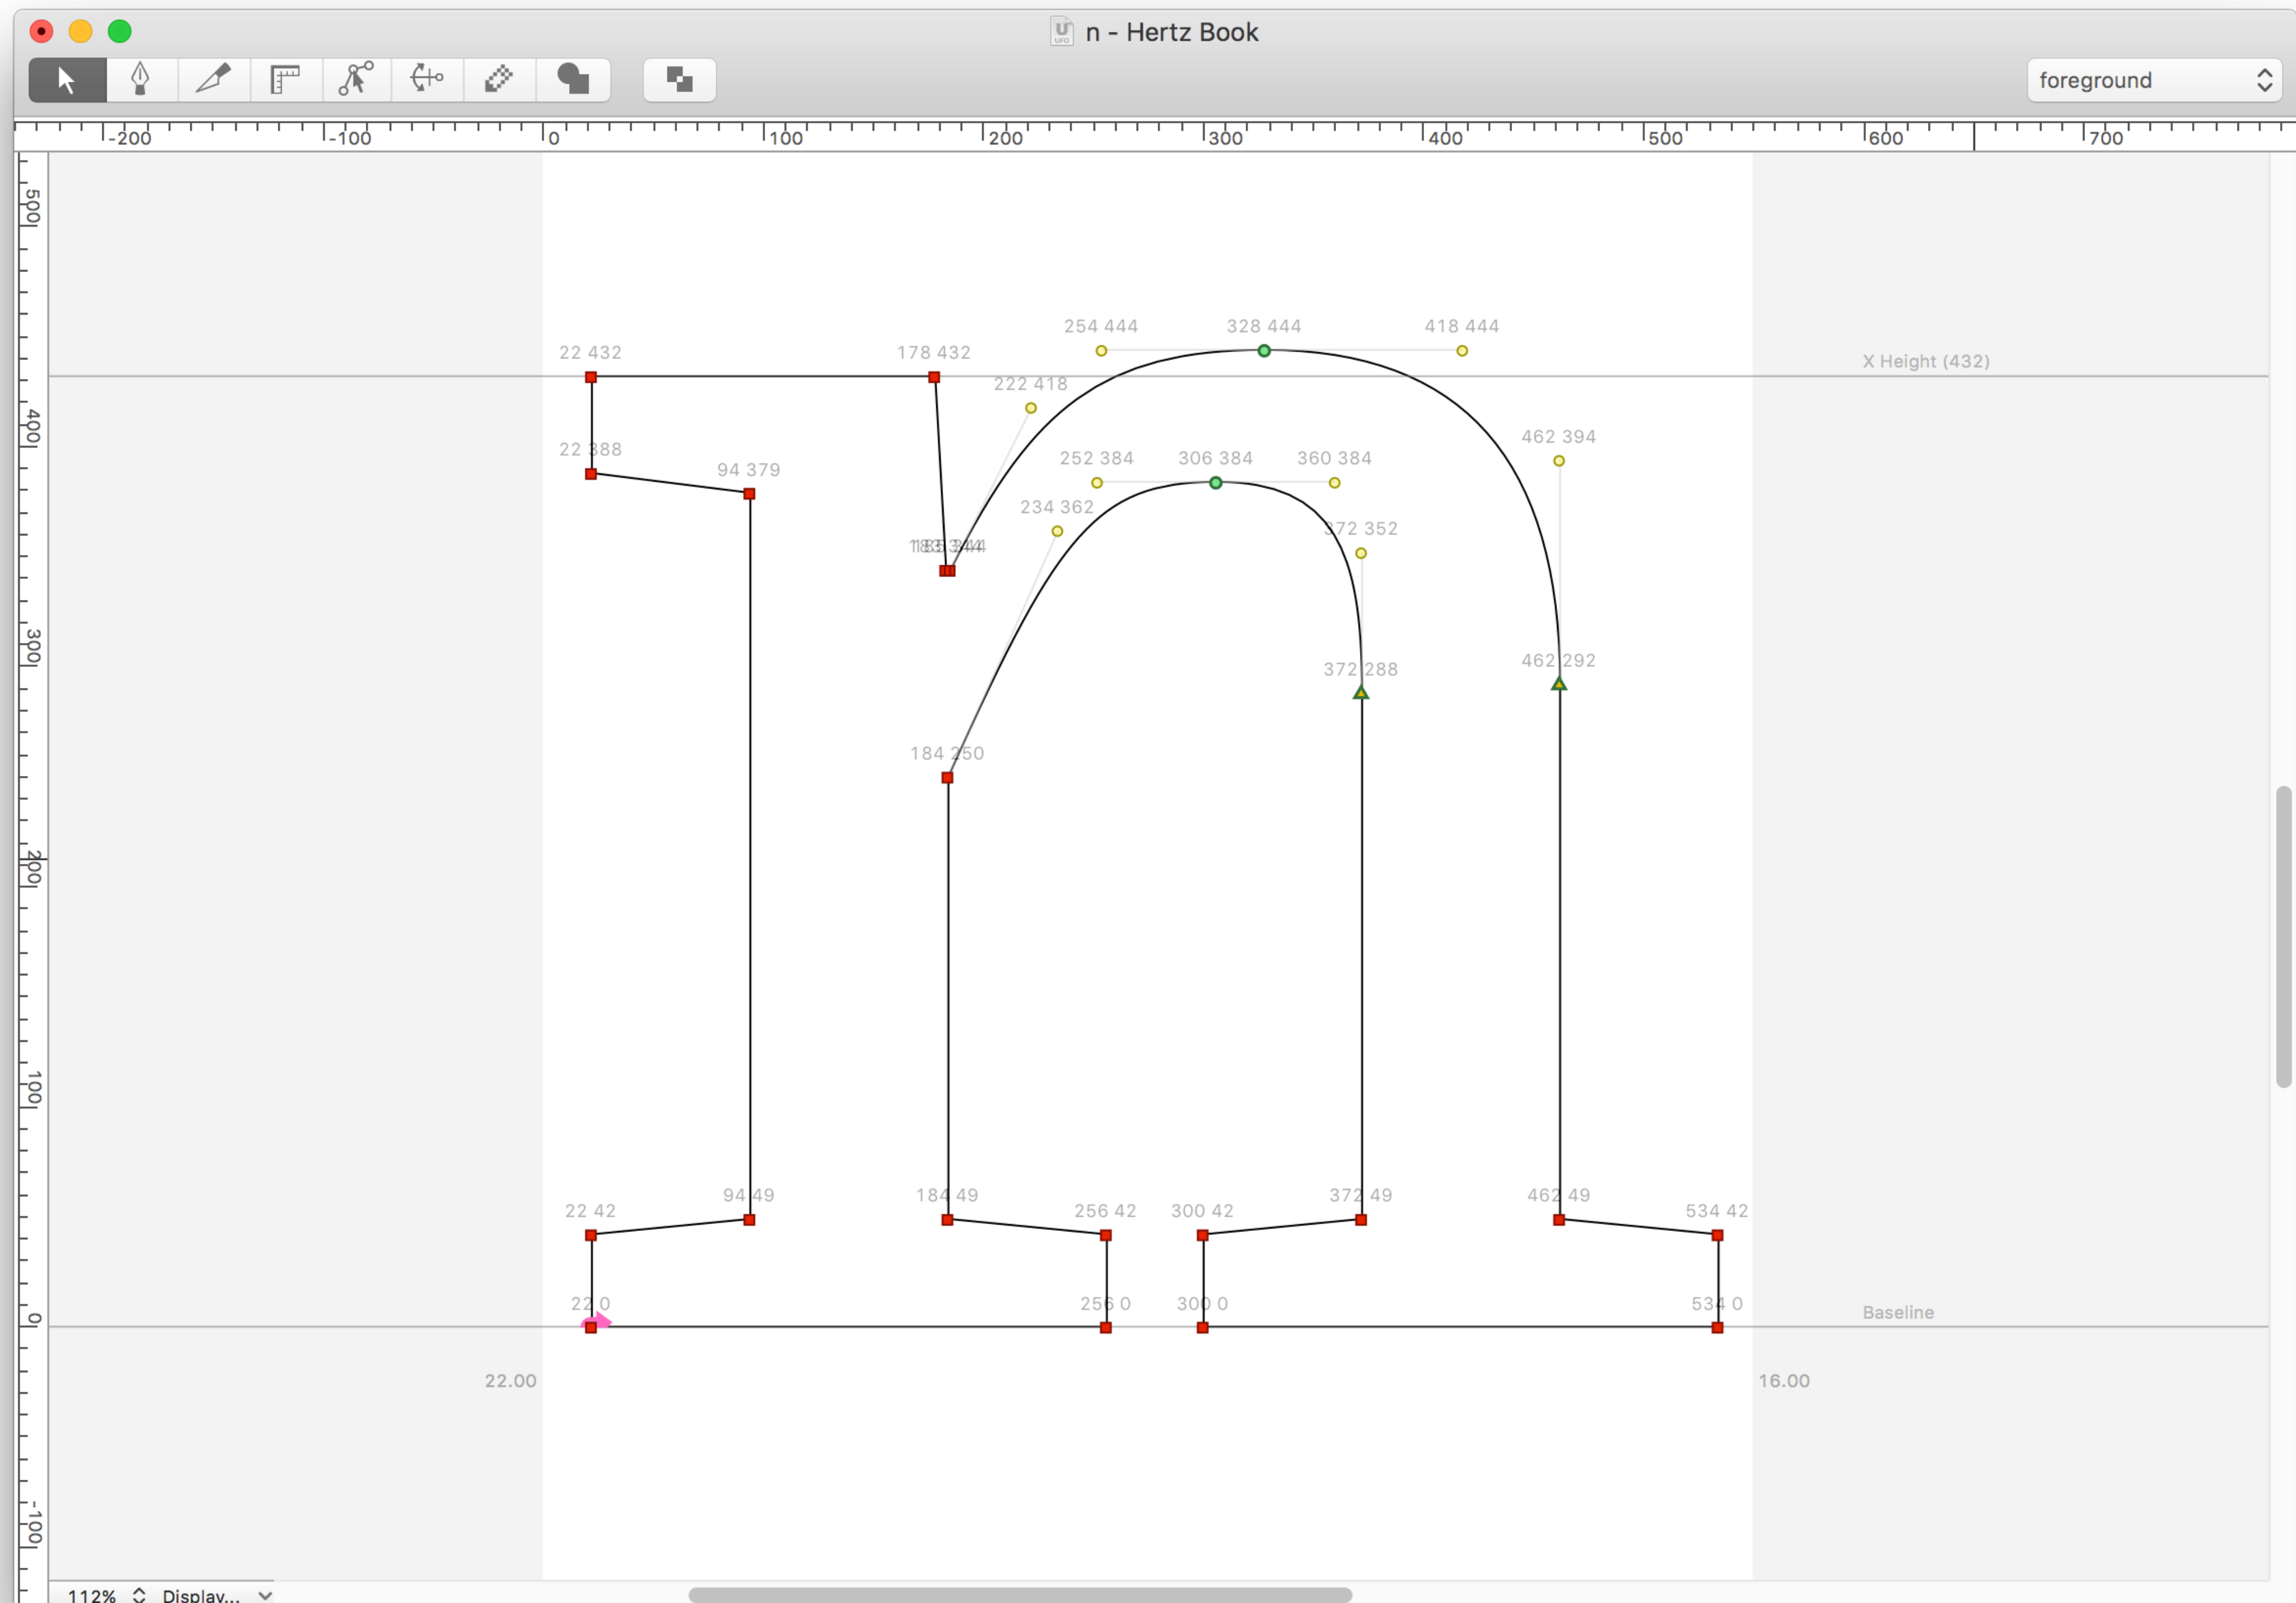 UFO n - Hertz Book
foreground
-200 -100 0 100 200 300 400 500 600 700
500
400
300
200
100
0
-100
254 444 328 444 418 444
22 432 178 432
X Height (432)
222 418
462 394
22 388 94 379
252 384 306 384 360 384
234 362
372 352
372 288 462 292
184 250
94 49 184 49 372 49 462 49
22 42 256 42 300 42 534 42
22 0 256 0 300 0 534 0
Baseline
22.00 16.00
112% Display...